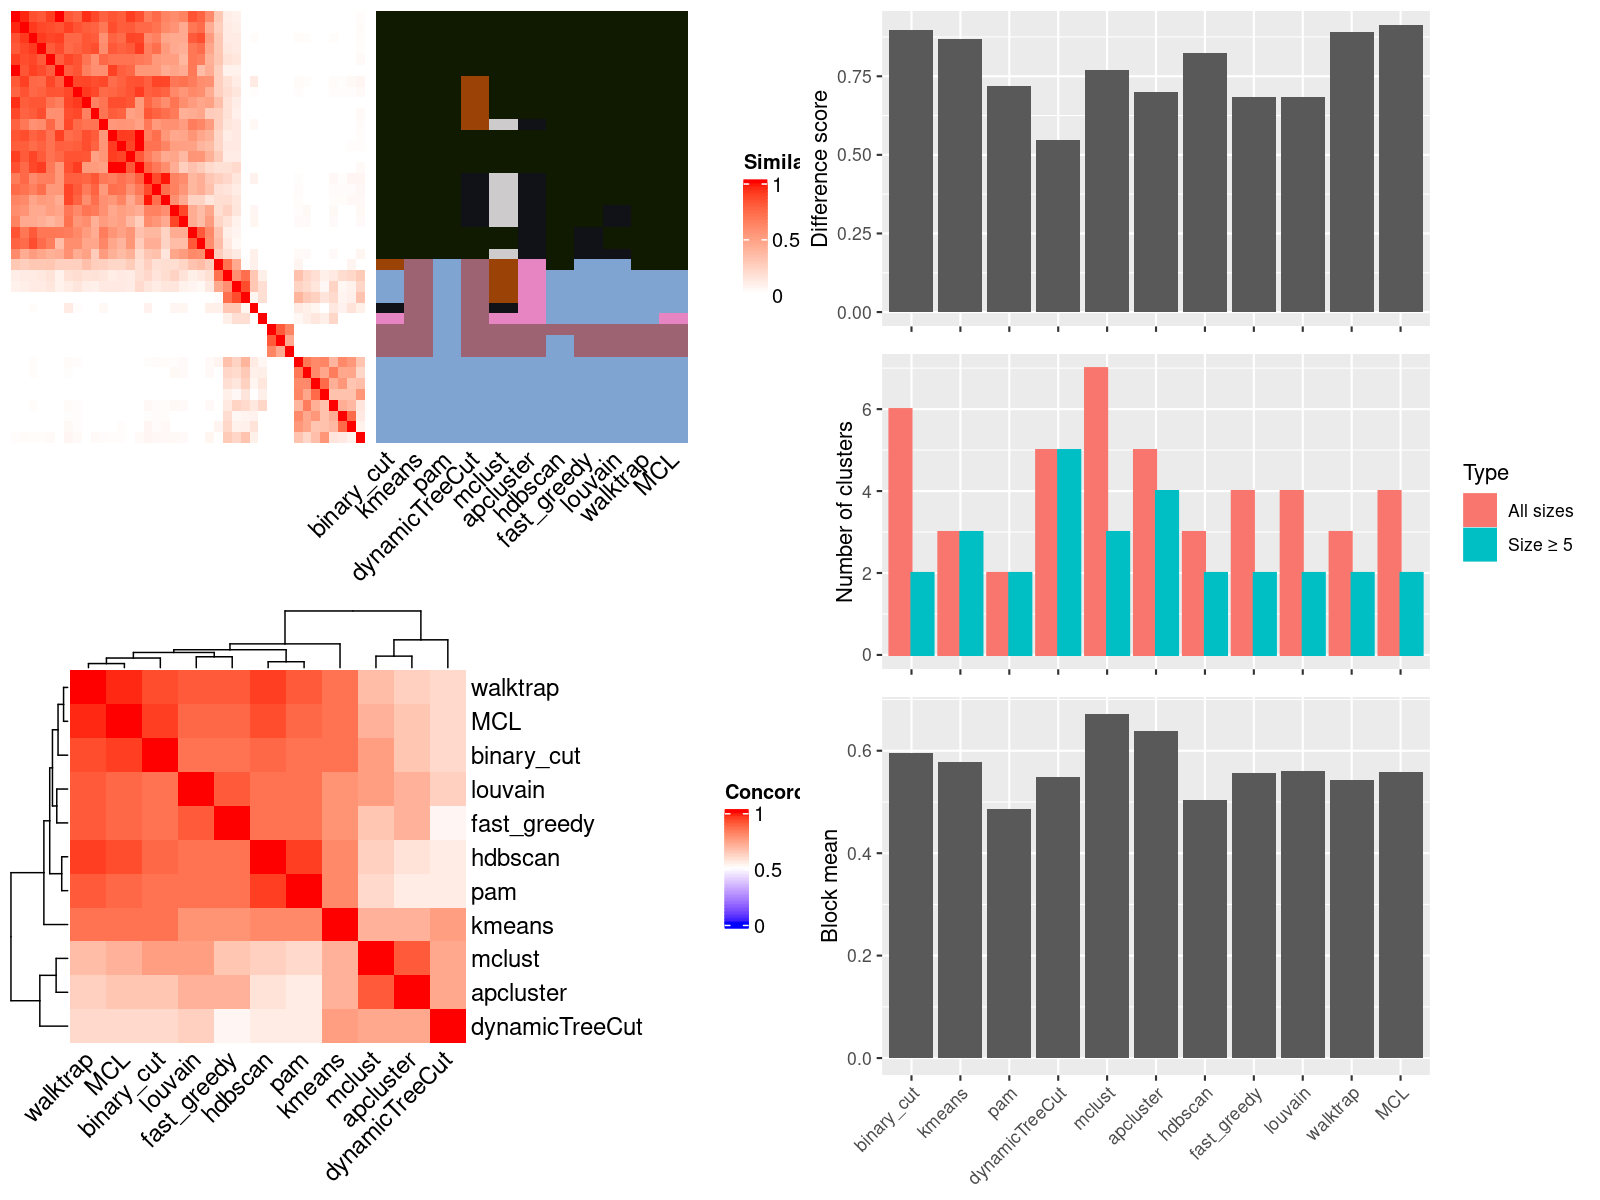 Simila
1
0.5
0
binary_cut
kmeans
pam
dynamicTreeCut
mclust
apcluster
hdbscan
fast_greedy
louvain
walktrap
MCL
walktrap
MCL
binary_cut
louvain
fast_greedy
hdbscan
pam
kmeans
mclust
apcluster
dynamicTreeCut
walktrap
MCL
binary_cut
louvain
fast_greedy
hdbscan
pam
kmeans
mclust
apcluster
dynamicTreeCut
Concord
1
0.5
0
Difference score
0.75
0.50
0.25
0.00
Number of clusters
6
4
2
0
Type
All sizes
Size ≥ 5
Block mean
0.6
0.4
0.2
0.0
binary_cut
kmeans
pam
dynamicTreeCut
mclust
apcluster
hdbscan
fast_greedy
louvain
walktrap
MCL